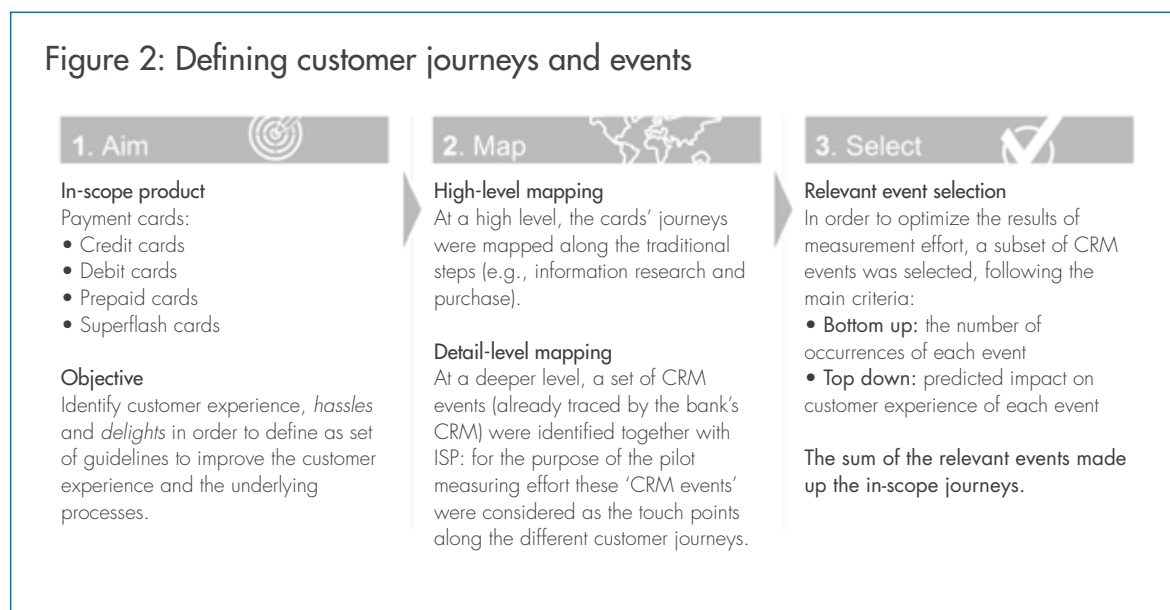 Figure 2: Defining customer journeys and events
1. Aim
In-scope product
Payment cards:
• Credit cards
• Debit cards
• Prepaid cards
• Superflash cards
Objective
Identify customer experience, hassles
and delights in order to define as set
of guidelines to improve the customer
experience and the underlying
processes.
2. Map
High-level mapping
At a high level, the cards’ journeys
were mapped along the traditional
steps (e.g., information research and
purchase).
Detail-level mapping
At a deeper level, a set of CRM
events (already traced by the bank’s
CRM) were identified together with
ISP: for the purpose of the pilot
measuring effort these ‘CRM events’
were considered as the touch points
along the different customer journeys.
3. Select
Relevant event selection
In order to optimize the results of
measurement effort, a subset of CRM
events was selected, following the
main criteria:
• Bottom up: the number of
occurrences of each event
• Top down: predicted impact on
customer experience of each event
The sum of the relevant events made
up the in-scope journeys.